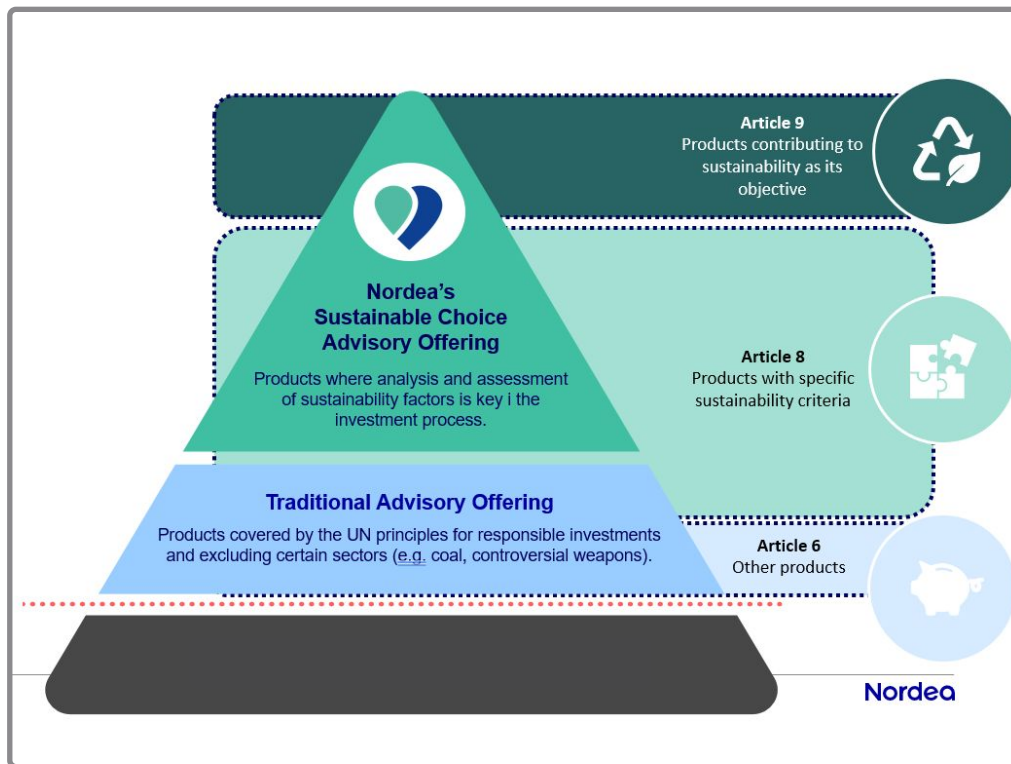 Article 9
Products contributing to
sustainability as its
objective
Nordea’s
Sustainable Choice
Advisory Offering
Products where analysis and assessment
of sustainability factors is key i the
investment process.
Article 8
Products with specific
sustainability criteria
Traditional Advisory Offering
Products covered by the UN principles for responsible investments
and excluding certain sectors (e.g. coal, controversial weapons).
Article 6
Other products
Nordea